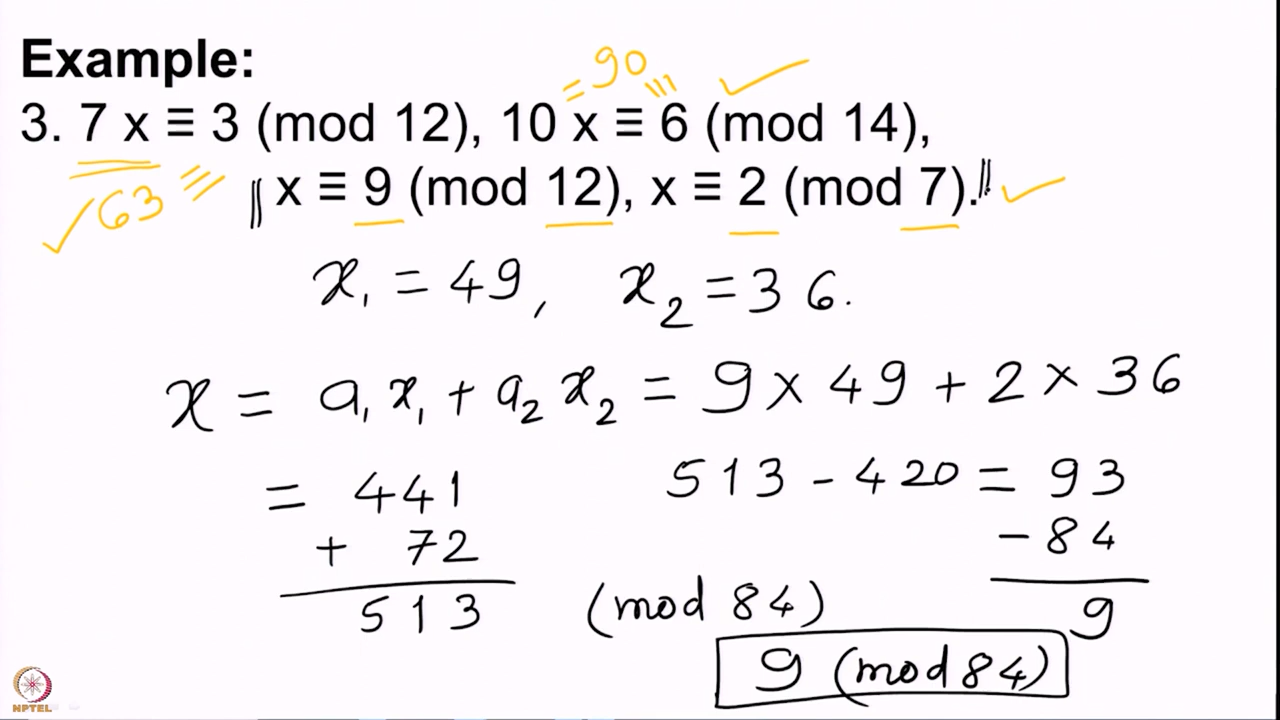 Example:
= 90 ≡ ✓
3. 7 x ≡ 3 (mod 12), 10 x ≡ 6 (mod 14),
✓ 63 = || x ≡ 9 (mod 12), x ≡ 2 (mod 7). || ✓
x₁ = 49, x₂ = 36.
x = a₁x₁ + a₂x₂ = 9 × 49 + 2 × 36
= 441 513 - 420 = 93
+ 72 - 84
513 (mod 84) 9
9 (mod 84)
NPTEL